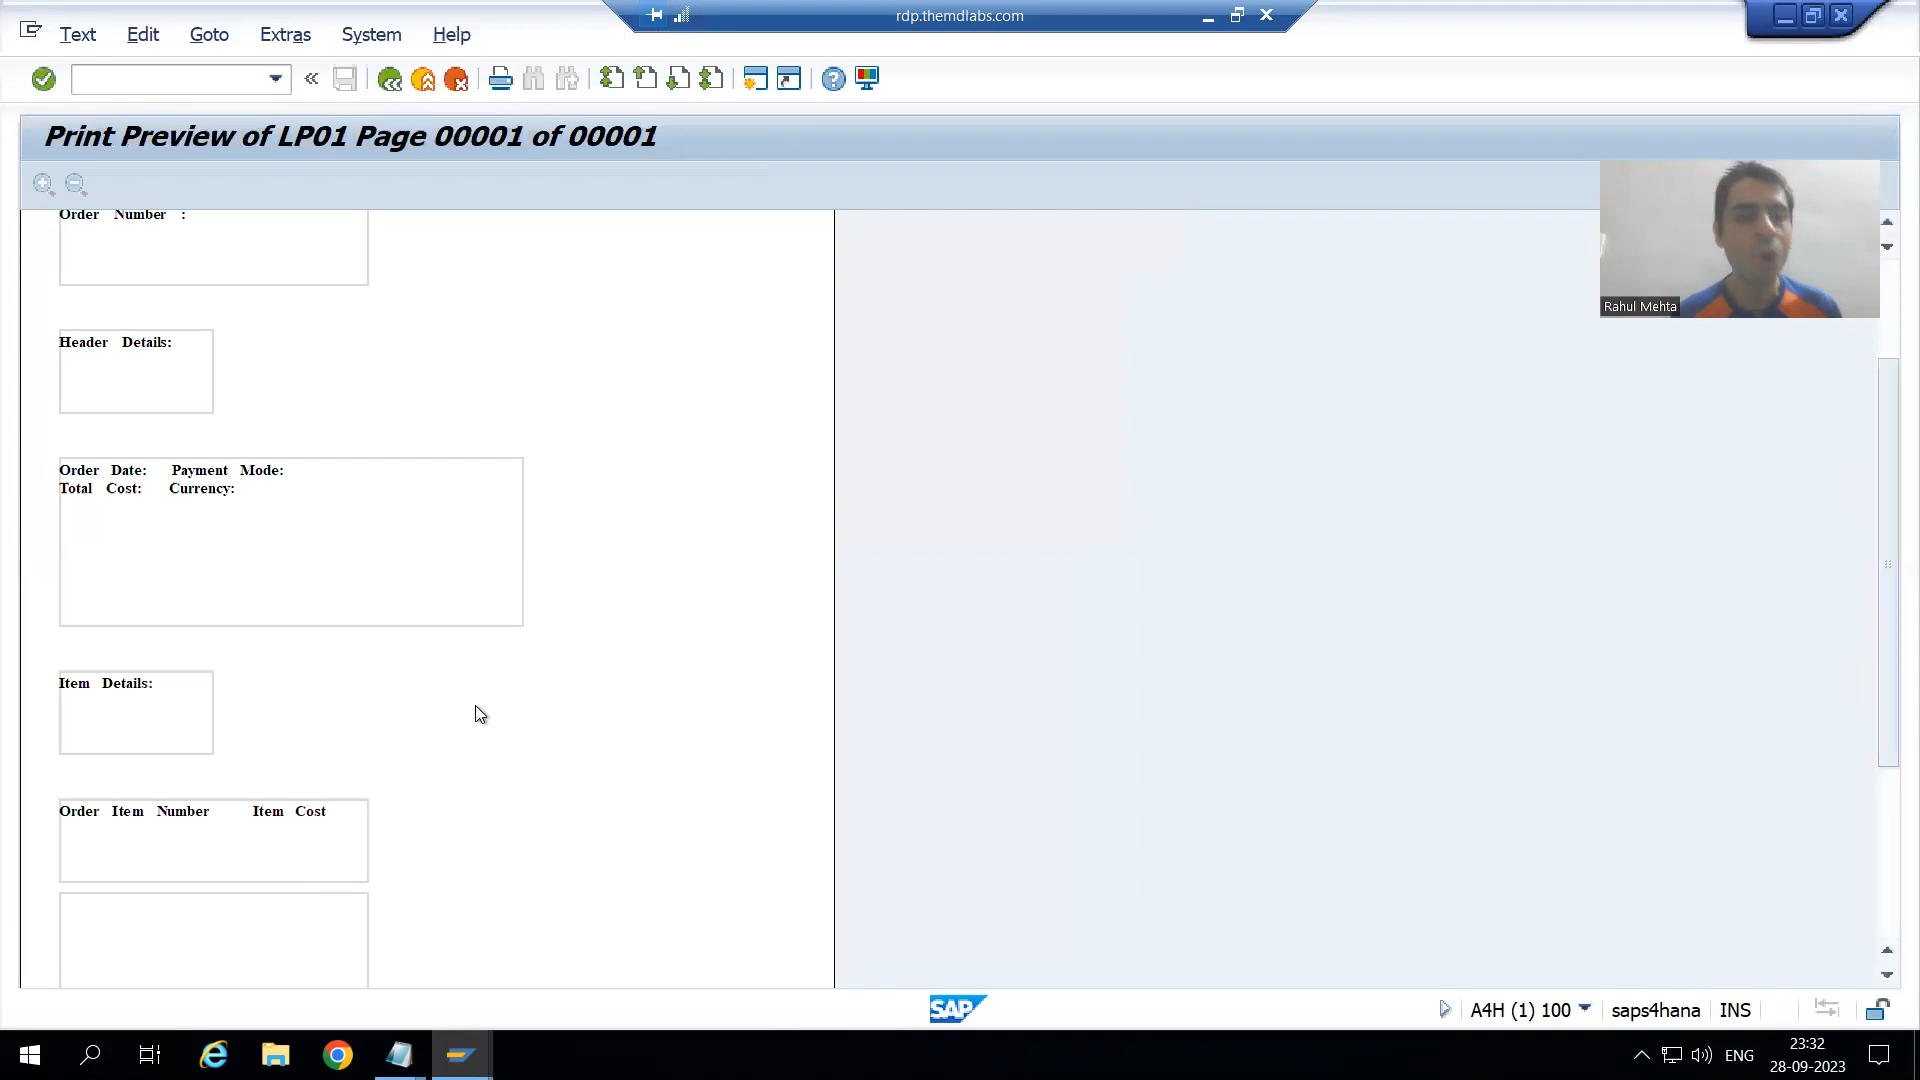 rdp.themdlabs.com
Text Edit Goto Extras System Help
Print Preview of LP01 Page 00001 of 00001
Rahul Mehta
Order Number :
Header Details:
Order Date: Payment Mode:
Total Cost: Currency:
Item Details:
Order Item Number Item Cost
SAP
A4H (1) 100 saps4hana INS
ENG
23:32
28-09-2023